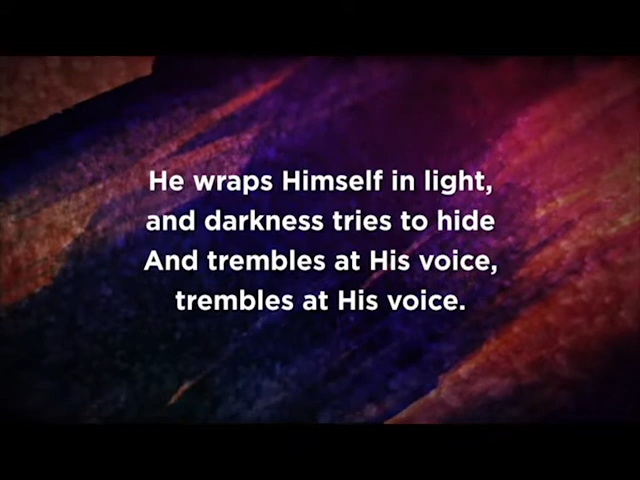 He wraps Himself in light,
and darkness tries to hide
And trembles at His voice,
trembles at His voice.